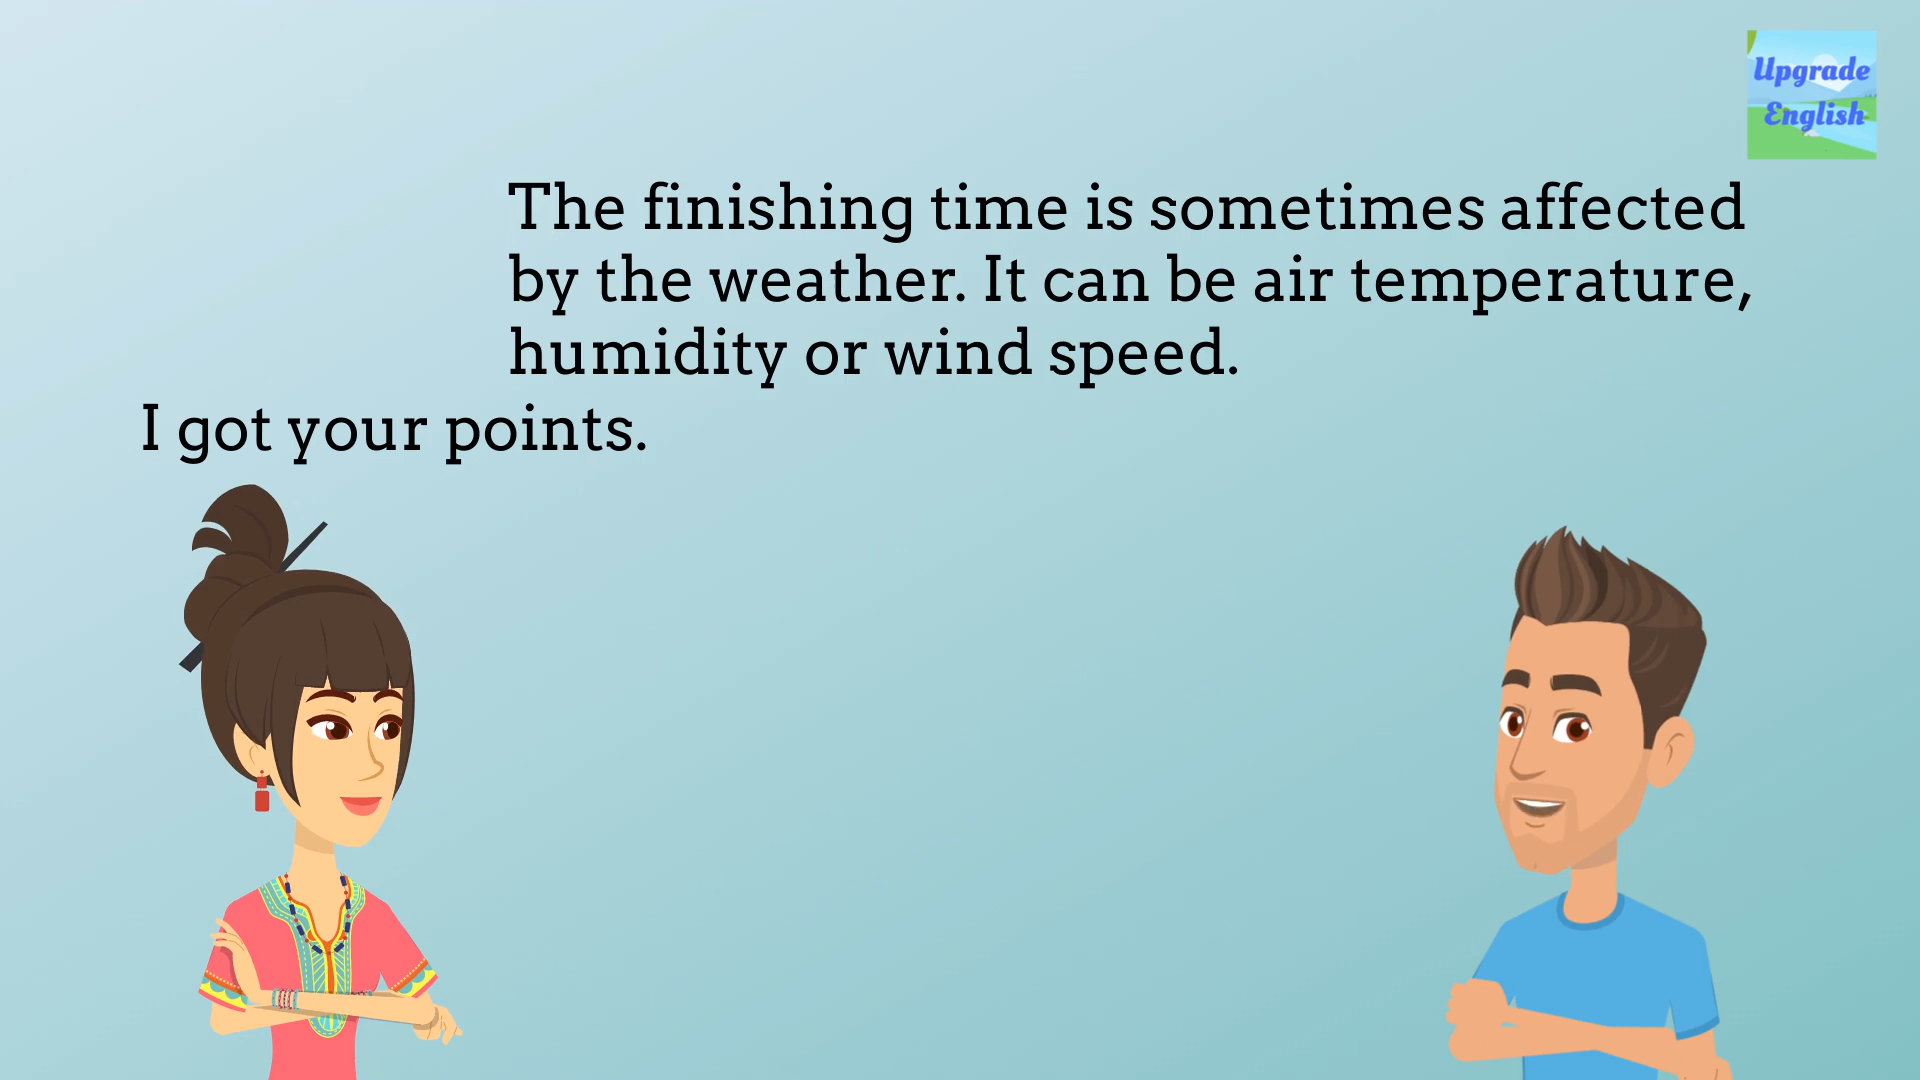 Upgrade
English
The finishing time is sometimes affected
by the weather. It can be air temperature,
humidity or wind speed.
I got your points.